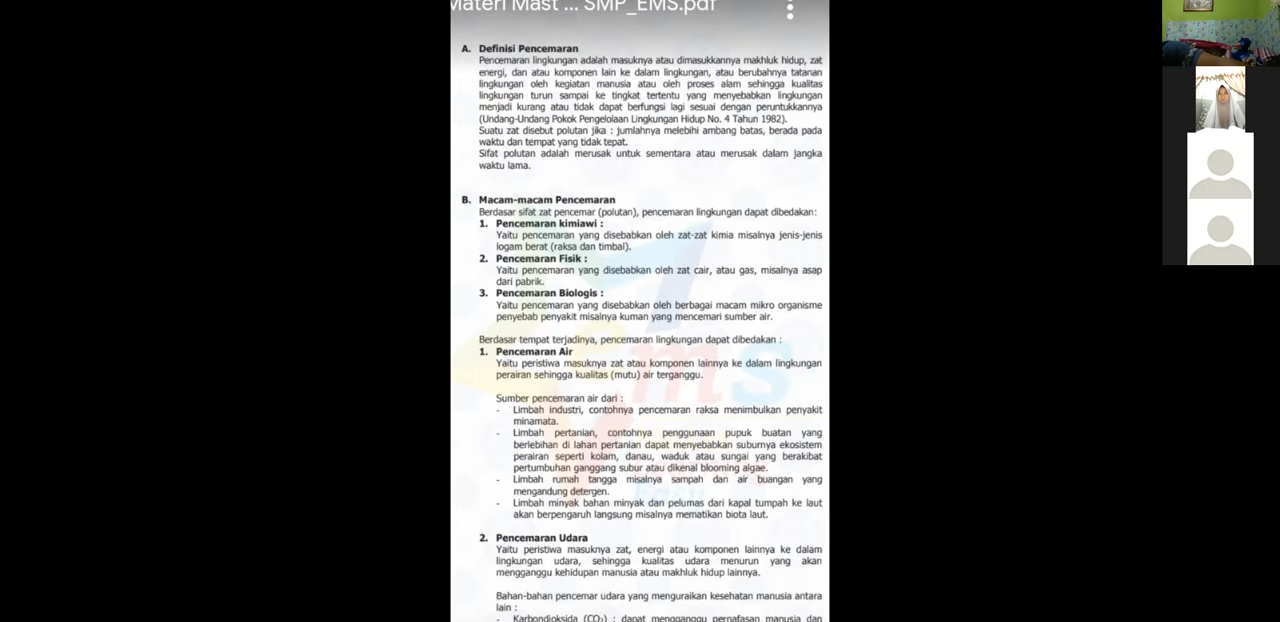 Materi Mast ... SMP_EMS.pdf
A. Definisi Pencemaran
Pencemaran lingkungan adalah masuknya atau dimasukkannya makhluk hidup, zat
energi, dan atau komponen lain ke dalam lingkungan, atau berubahnya tatanan
lingkungan oleh kegiatan manusia atau oleh proses alam sehingga kualitas
lingkungan turun sampai ke tingkat tertentu yang menyebabkan lingkungan
menjadi kurang atau tidak dapat berfungsi lagi sesuai dengan peruntukkannya
(Undang-Undang Pokok Pengelolaan Lingkungan Hidup No. 4 Tahun 1982).
Suatu zat disebut polutan jika : jumlahnya melebihi ambang batas, berada pada
waktu dan tempat yang tidak tepat.
Sifat polutan adalah merusak untuk sementara atau merusak dalam jangka
waktu lama.
B. Macam-macam Pencemaran
Berdasar sifat zat pencemar (polutan), pencemaran lingkungan dapat dibedakan:
1. Pencemaran kimiawi :
Yaitu pencemaran yang disebabkan oleh zat-zat kimia misalnya jenis-jenis
logam berat (raksa dan timbal).
2. Pencemaran Fisik :
Yaitu pencemaran yang disebabkan oleh zat cair, atau gas, misalnya asap
dari pabrik.
3. Pencemaran Biologis :
Yaitu pencemaran yang disebabkan oleh berbagai macam mikro organisme
penyebab penyakit misalnya kuman yang mencemari sumber air.
Berdasar tempat terjadinya, pencemaran lingkungan dapat dibedakan :
1. Pencemaran Air
Yaitu peristiwa masuknya zat atau komponen lainnya ke dalam lingkungan
perairan sehingga kualitas (mutu) air terganggu.
Sumber pencemaran air dari :
- Limbah industri, contohnya pencemaran raksa menimbulkan penyakit
minamata.
- Limbah pertanian, contohnya penggunaan pupuk buatan yang
berlebihan di lahan pertanian dapat menyebabkan suburnya ekosistem
perairan seperti kolam, danau, waduk atau sungai yang berakibat
pertumbuhan ganggang subur atau dikenal blooming algae.
- Limbah rumah tangga misalnya sampah dan air buangan yang
mengandung detergen.
- Limbah minyak bahan minyak dan pelumas dari kapal tumpah ke laut
akan berpengaruh langsung misalnya mematikan biota laut.
2. Pencemaran Udara
Yaitu peristiwa masuknya zat, energi atau komponen lainnya ke dalam
lingkungan udara, sehingga kualitas udara menurun yang akan
mengganggu kehidupan manusia atau makhluk hidup lainnya.
Bahan-bahan pencemar udara yang menguraikan kesehatan manusia antara
lain :
- Karbondioksida (CO₂) : dapat mengganggu pernafasan manusia dan
ems